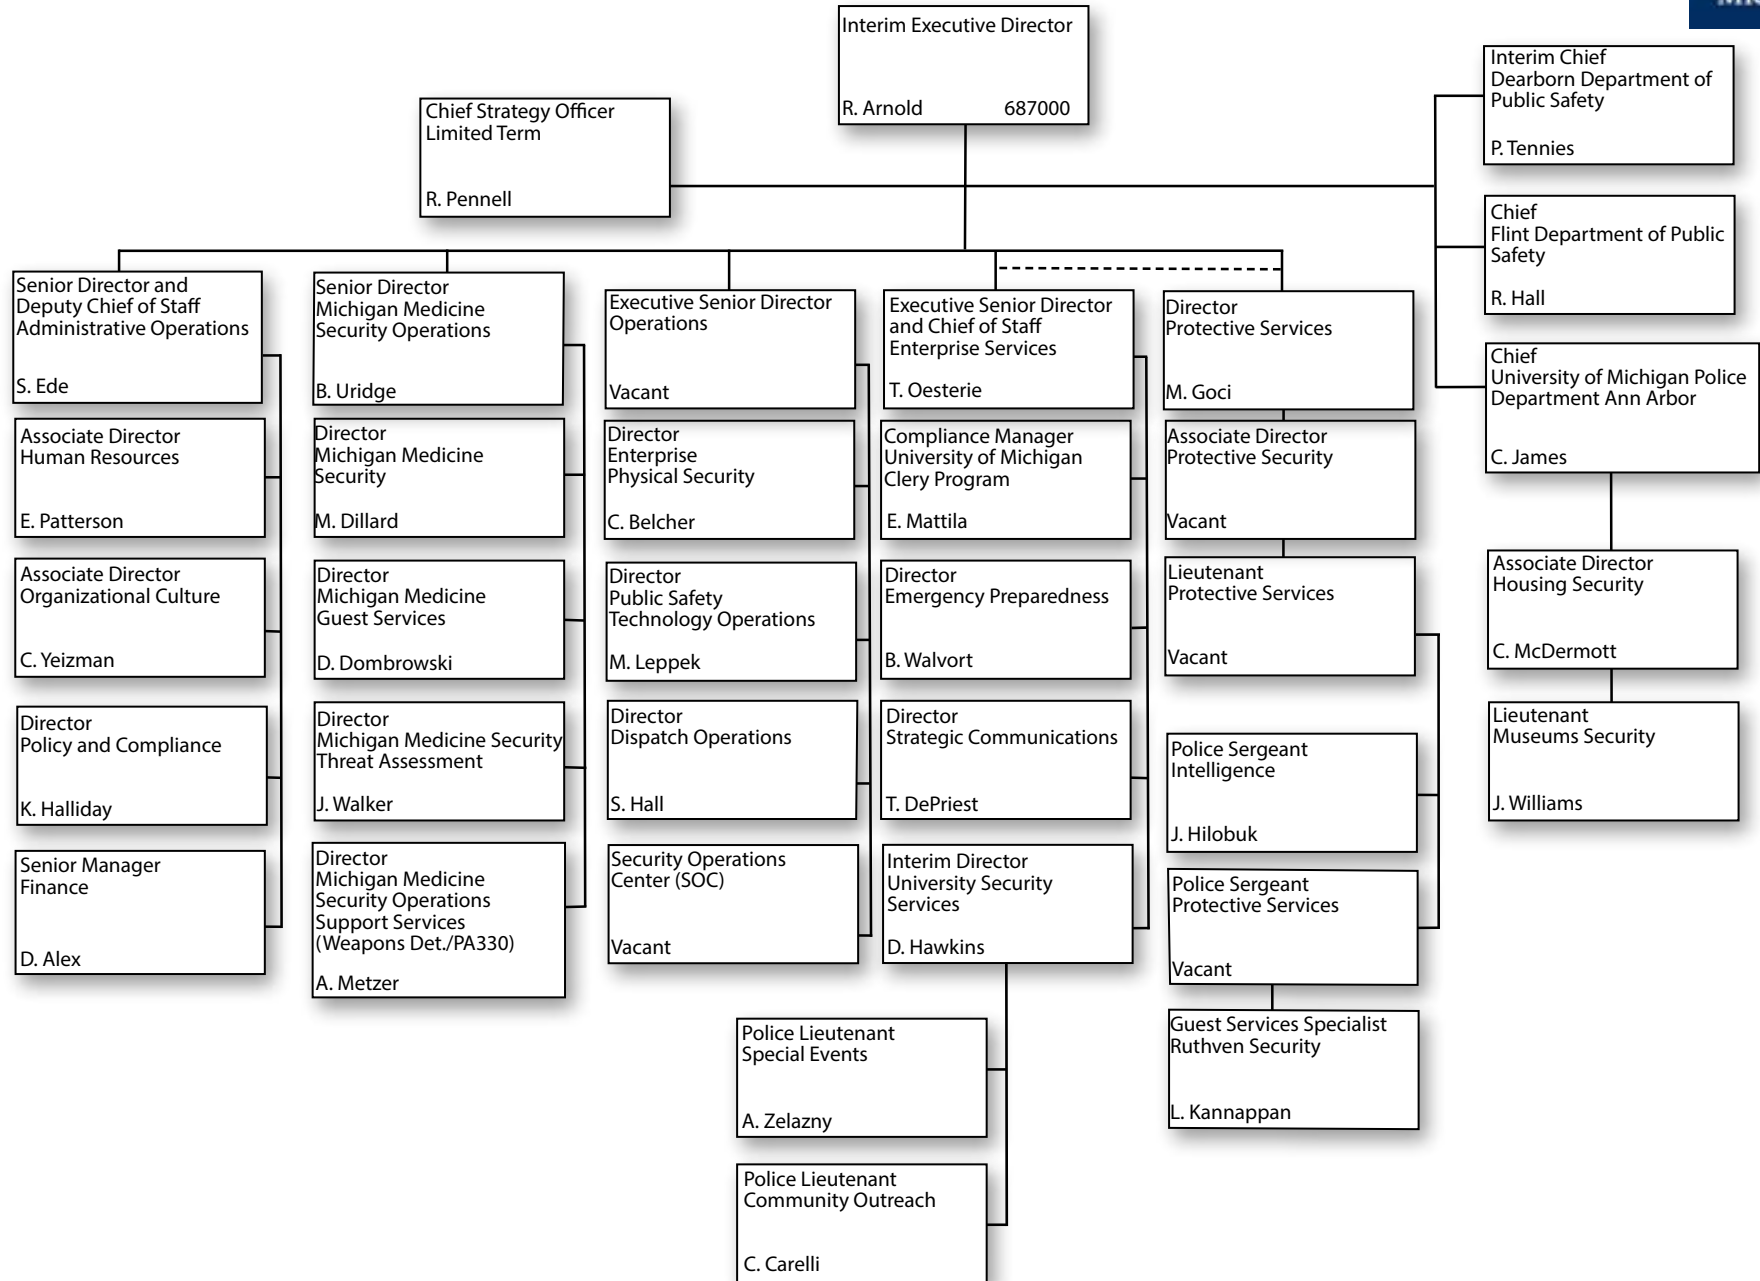 Interim Executive Director
R. Arnold 687000
Chief Strategy Officer
Limited Term
R. Pennell
Interim Chief
Dearborn Department of
Public Safety
P. Tennies
Chief
Flint Department of Public
Safety
R. Hall
Chief
University of Michigan Police
Department Ann Arbor
C. James
Associate Director
Housing Security
C. McDermott
Lieutenant
Museums Security
J. Williams
Senior Director and
Deputy Chief of Staff
Administrative Operations
S. Ede
Associate Director
Human Resources
E. Patterson
Associate Director
Organizational Culture
C. Yeizman
Director
Policy and Compliance
K. Halliday
Senior Manager
Finance
D. Alex
Senior Director
Michigan Medicine
Security Operations
B. Uridge
Director
Michigan Medicine
Security
M. Dillard
Director
Michigan Medicine
Guest Services
D. Dombrowski
Director
Michigan Medicine Security
Threat Assessment
J. Walker
Director
Michigan Medicine
Security Operations
Support Services
(Weapons Det./PA330)
A. Metzer
Executive Senior Director
Operations
Vacant
Director
Enterprise
Physical Security
C. Belcher
Director
Public Safety
Technology Operations
M. Leppek
Director
Dispatch Operations
S. Hall
Security Operations
Center (SOC)
Vacant
Executive Senior Director
and Chief of Staff
Enterprise Services
T. Oesterie
Compliance Manager
University of Michigan
Clery Program
E. Mattila
Director
Emergency Preparedness
B. Walvort
Director
Strategic Communications
T. DePriest
Interim Director
University Security
Services
D. Hawkins
Police Lieutenant
Special Events
A. Zelazny
Police Lieutenant
Community Outreach
C. Carelli
Director
Protective Services
M. Goci
Associate Director
Protective Security
Vacant
Lieutenant
Protective Services
Vacant
Police Sergeant
Intelligence
J. Hilobuk
Police Sergeant
Protective Services
Vacant
Guest Services Specialist
Ruthven Security
L. Kannappan